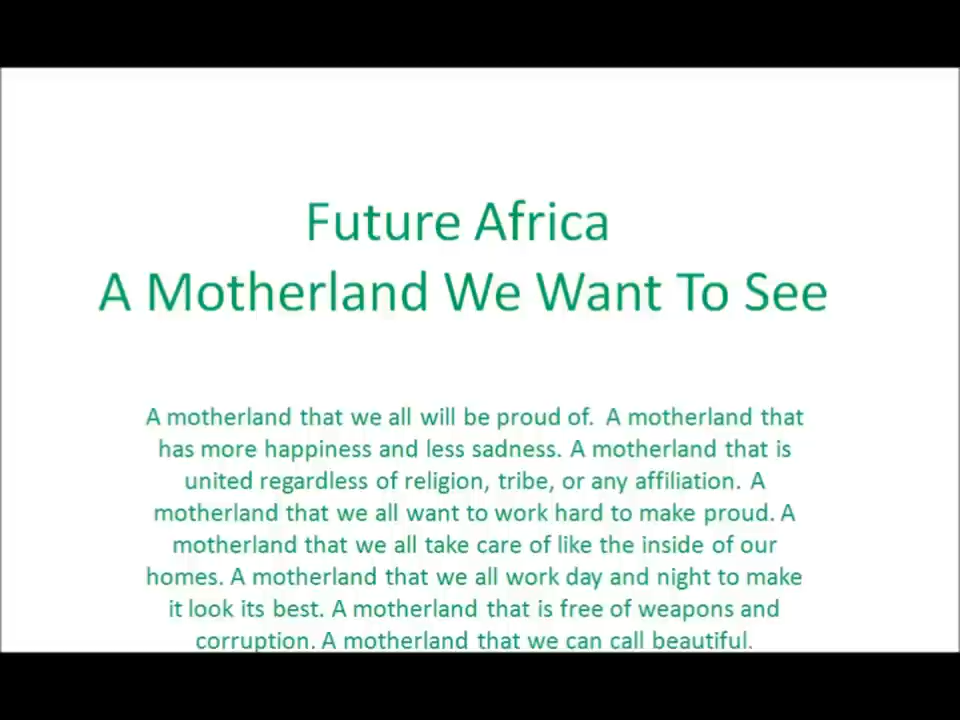 Future Africa
A Motherland We Want To See
A motherland that we all will be proud of.  A motherland that
has more happiness and less sadness. A motherland that is
united regardless of religion, tribe, or any affiliation. A
motherland that we all want to work hard to make proud. A
motherland that we all take care of like the inside of our
homes. A motherland that we all work day and night to make
it look its best. A motherland that is free of weapons and
corruption. A motherland that we can call beautiful.